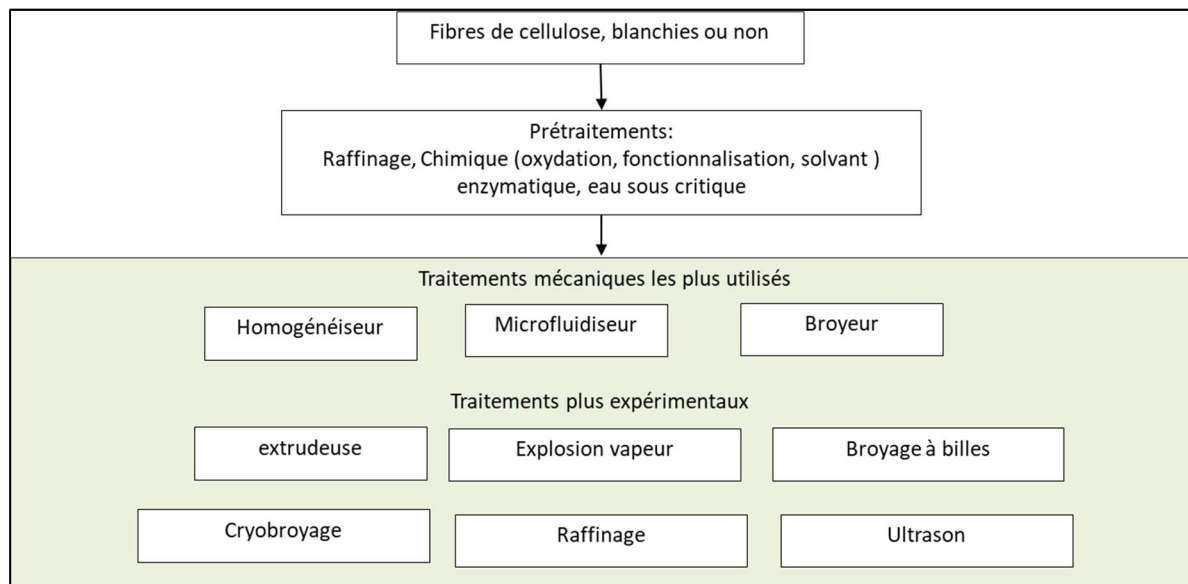 Fibres de cellulose, blanchies ou non
Prétraitements:
Raffinage, Chimique (oxydation, fonctionnalisation, solvant )
enzymatique, eau sous critique
Traitements mécaniques les plus utilisés
Homogénéiseur
Microfluidiseur
Broyeur
Traitements plus expérimentaux
extrudeuse
Explosion vapeur
Broyage à billes
Cryobroyage
Raffinage
Ultrason